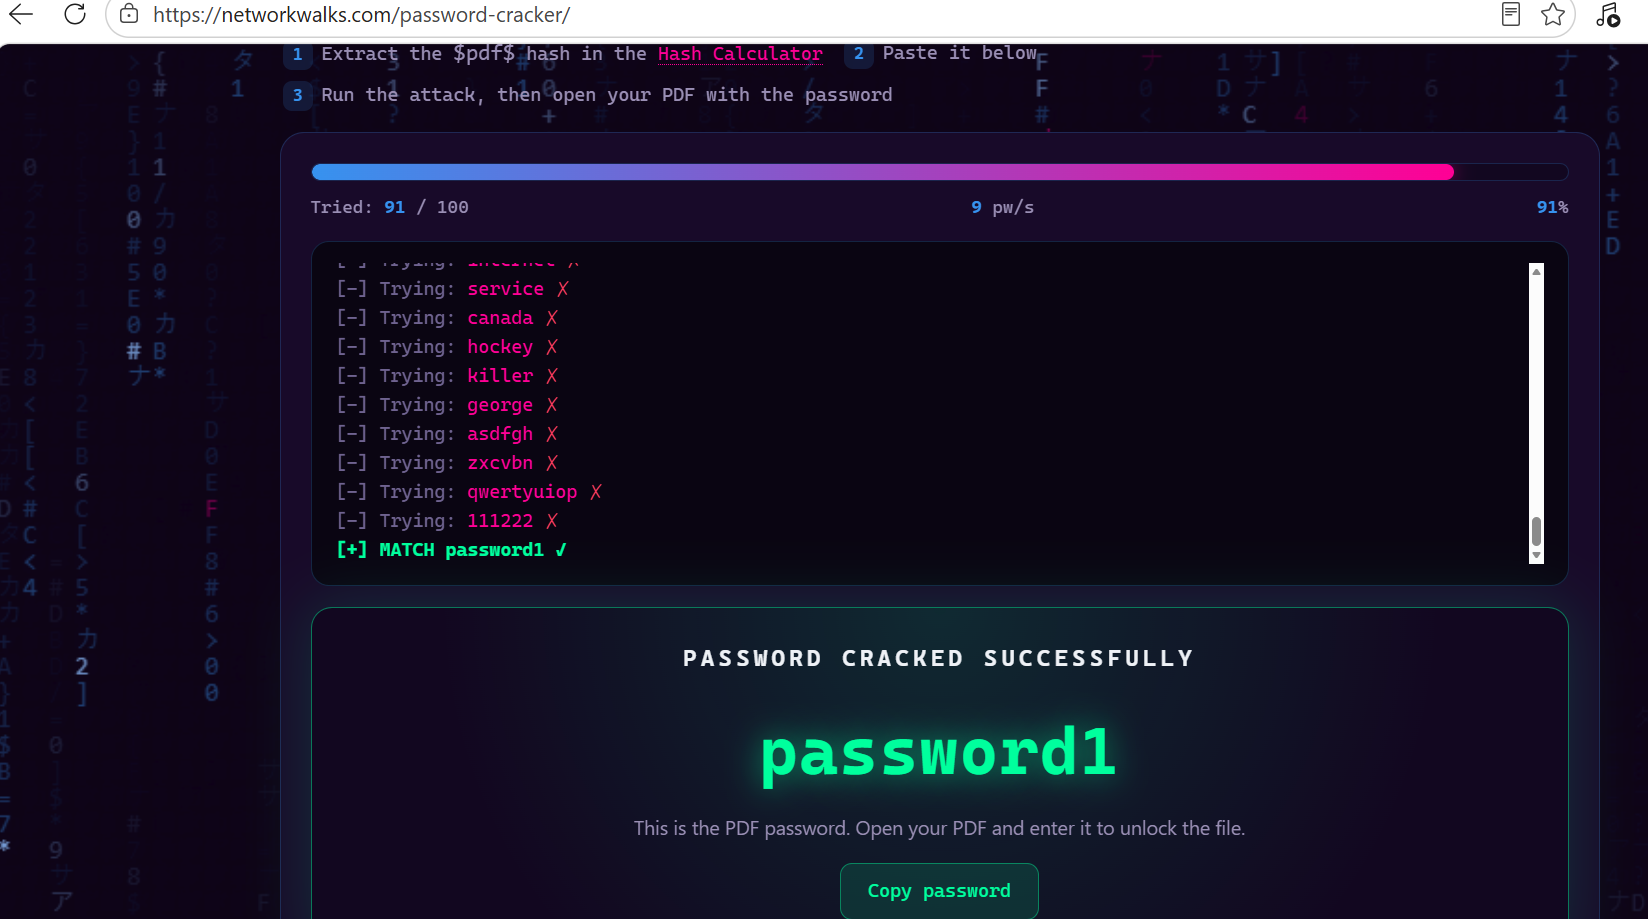 https://networkwalks.com/password-cracker/
1 Extract the $pdf$ hash in the Hash Calculator 2 Paste it below
3 Run the attack, then open your PDF with the password
Tried: 91 / 100 9 pw/s 91%
[-] Trying: internet ✗
[-] Trying: service ✗
[-] Trying: canada ✗
[-] Trying: hockey ✗
[-] Trying: killer ✗
[-] Trying: george ✗
[-] Trying: asdfgh ✗
[-] Trying: zxcvbn ✗
[-] Trying: qwertyuiop ✗
[-] Trying: 111222 ✗
[+] MATCH password1 ✓
PASSWORD CRACKED SUCCESSFULLY
password1
This is the PDF password. Open your PDF and enter it to unlock the file.
Copy password